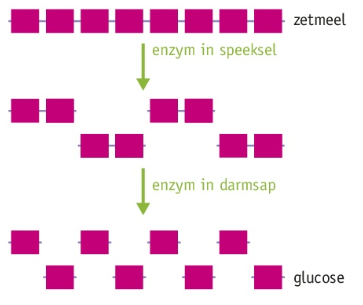 zetmeel
enzym in speeksel
enzym in darmsap
glucose